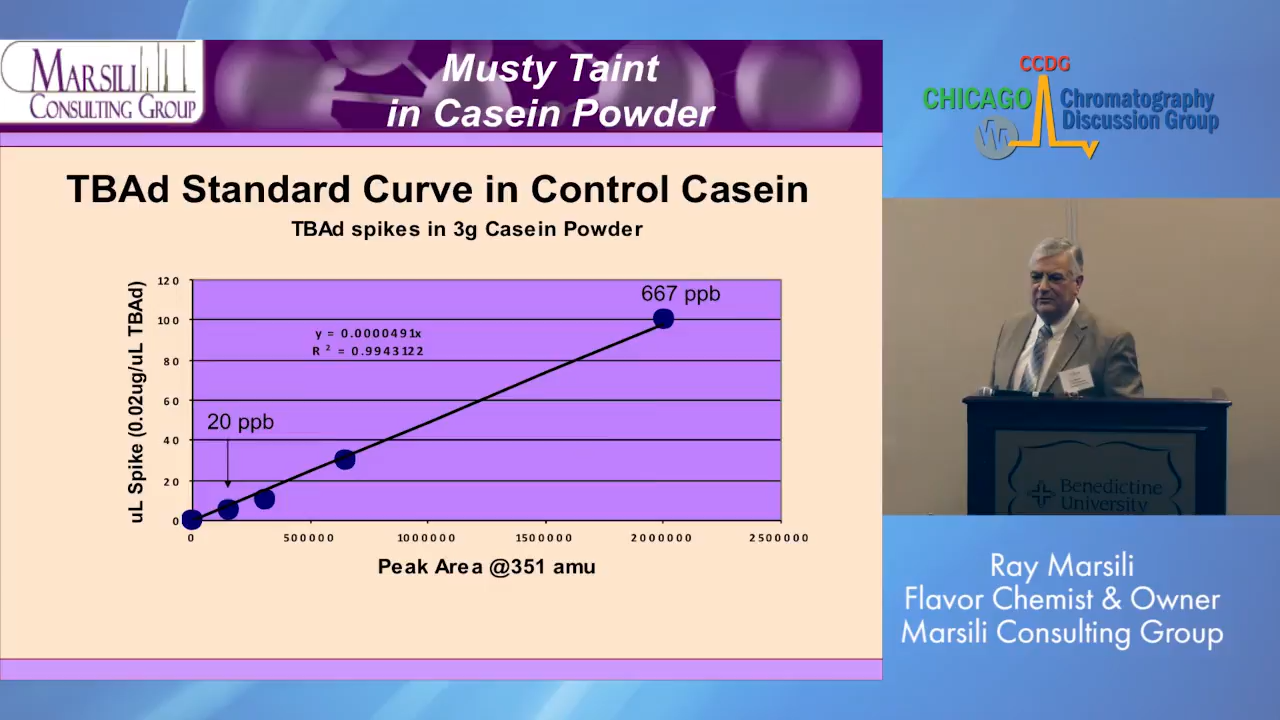 MARSILI
CONSULTING GROUP
Musty Taint
in Casein Powder
TBAd Standard Curve in Control Casein
TBAd spikes in 3g Casein Powder
uL Spike (0.02ug/uL TBAd)
120
100
80
60
40
20
0
y = 0.0000491x
R² = 0.9943122
20 ppb
667 ppb
0
500000
1000000
1500000
2000000
2500000
Peak Area @351 amu
CCDG
CHICAGO
Chromatography
Discussion Group
Benedictine
University
Ray Marsili
Flavor Chemist & Owner
Marsili Consulting Group